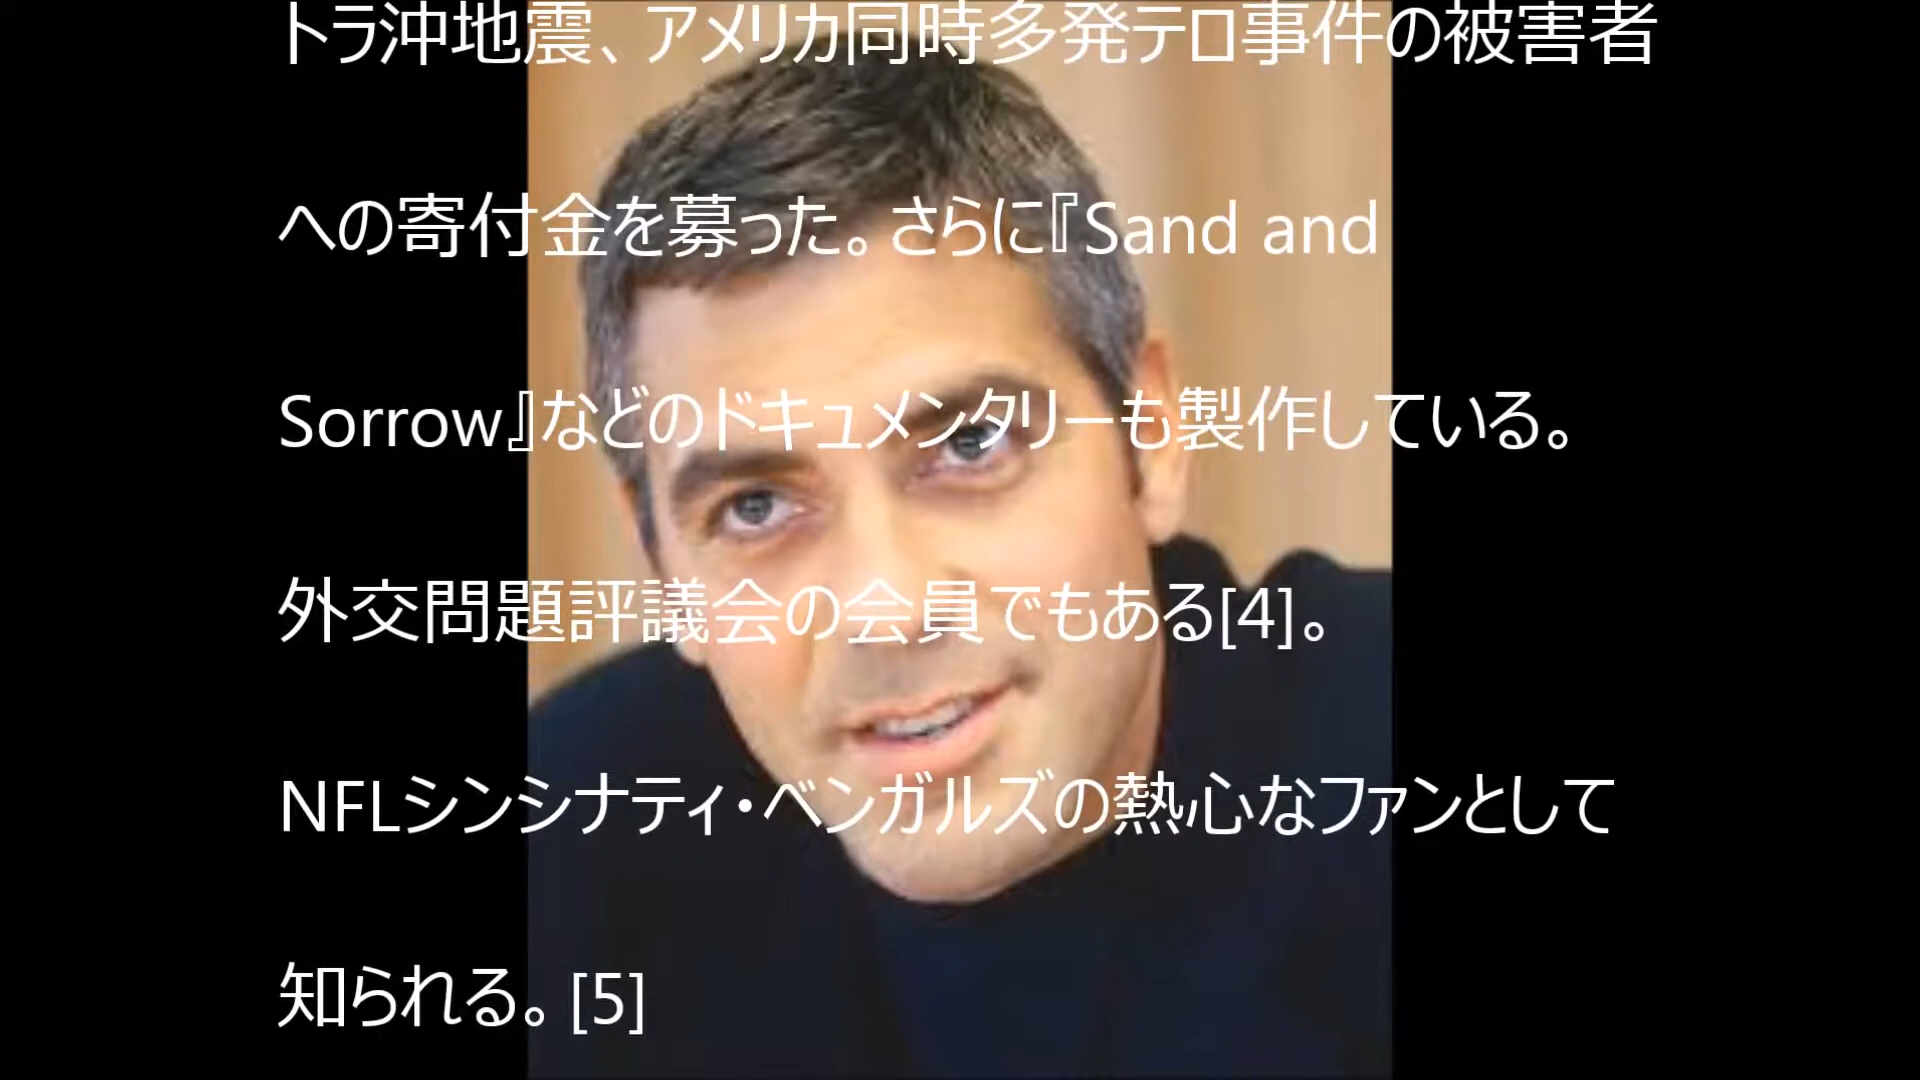 トラ沖地震、アメリカ同時多発テロ事件の被害者
への寄付金を募った。さらに『Sand and
Sorrow』などのドキュメンタリーも製作している。
外交問題評議会の会員でもある[4]。
NFLシンシナティ・ベンガルズの熱心なファンとして
知られる。[5]